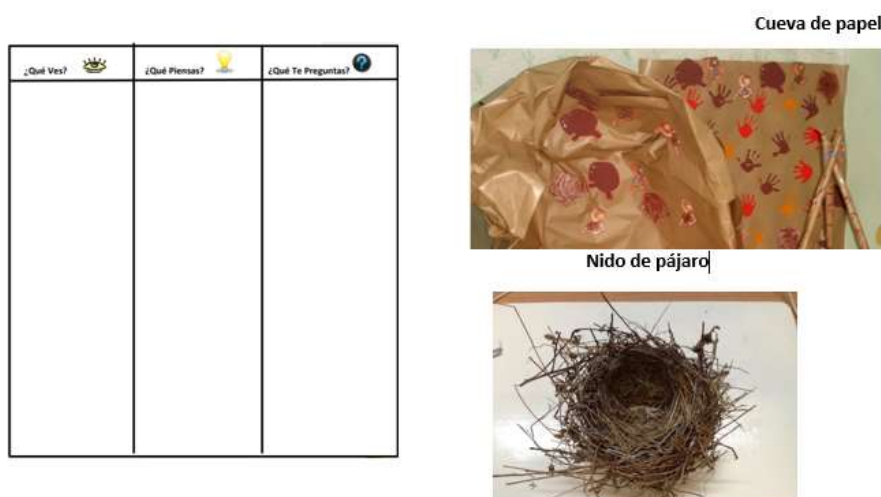 Cueva de papel
¿Qué Ves?
¿Qué Piensas?
¿Qué Te Preguntas?
Nido de pájaro